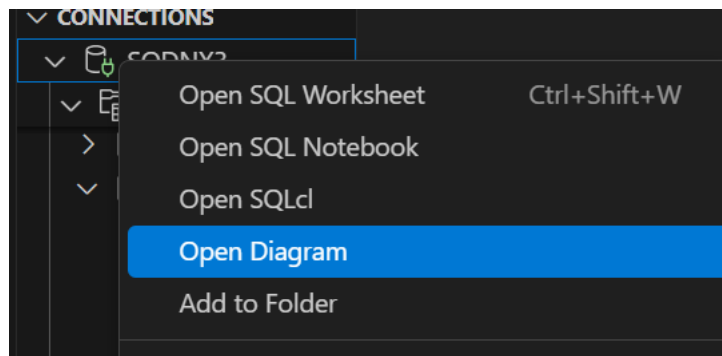 CONNECTIONS
Open SQL Worksheet Ctrl+Shift+W
Open SQL Notebook
Open SQLcl
Open Diagram
Add to Folder